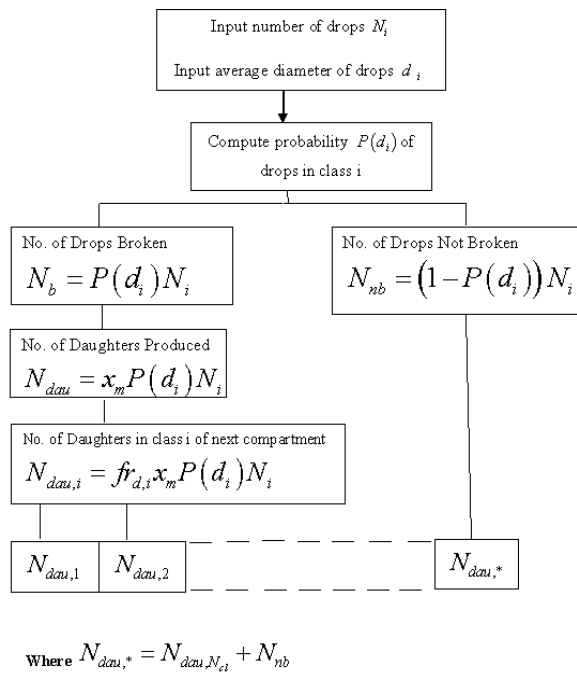 Input number of drops N_i
Input average diameter of drops d_i
Compute probability P(d_i) of
drops in class i
No. of Drops Broken
N_b = P(d_i)N_i
No. of Drops Not Broken
N_nb = (1−P(d_i))N_i
No. of Daughters Produced
N_dau = x_m P(d_i)N_i
No. of Daughters in class i of next compartment
N_dau,i = fr_d,i x_m P(d_i)N_i
N_dau,1
N_dau,2
N_dau,*
Where N_dau,* = N_dau,N_cl + N_nb